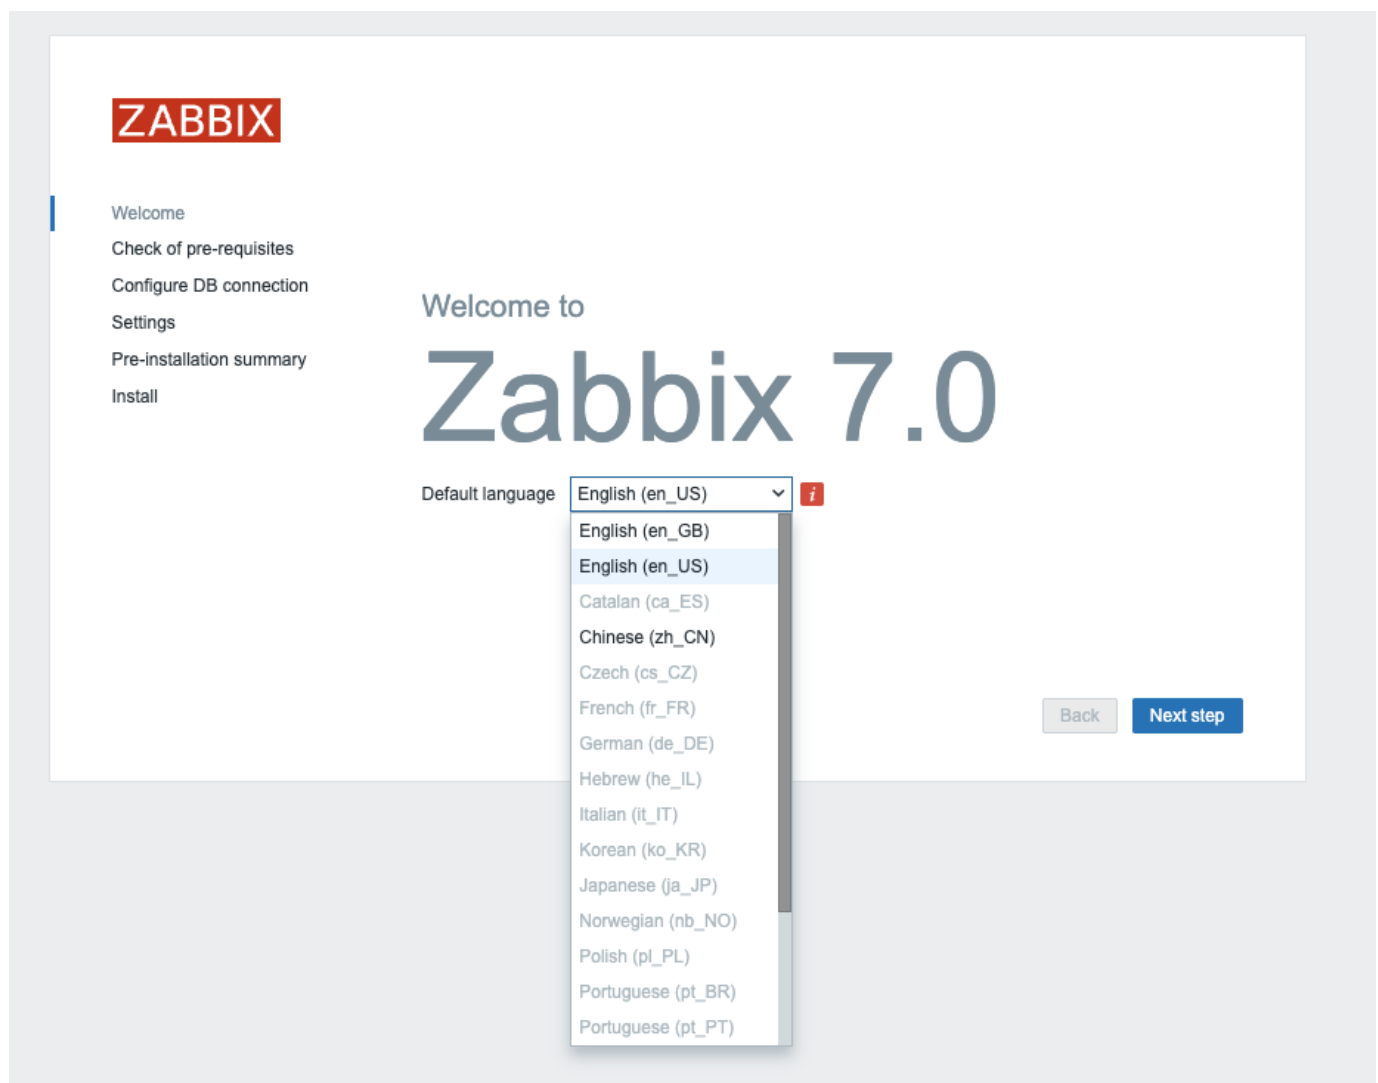 ZABBIX
Welcome
Check of pre-requisites
Configure DB connection
Settings
Pre-installation summary
Install
Welcome to
Zabbix 7.0
Default language
English (en_US)
i
English (en_GB)
English (en_US)
Catalan (ca_ES)
Chinese (zh_CN)
Czech (cs_CZ)
French (fr_FR)
German (de_DE)
Hebrew (he_IL)
Italian (it_IT)
Korean (ko_KR)
Japanese (ja_JP)
Norwegian (nb_NO)
Polish (pl_PL)
Portuguese (pt_BR)
Portuguese (pt_PT)
Back
Next step